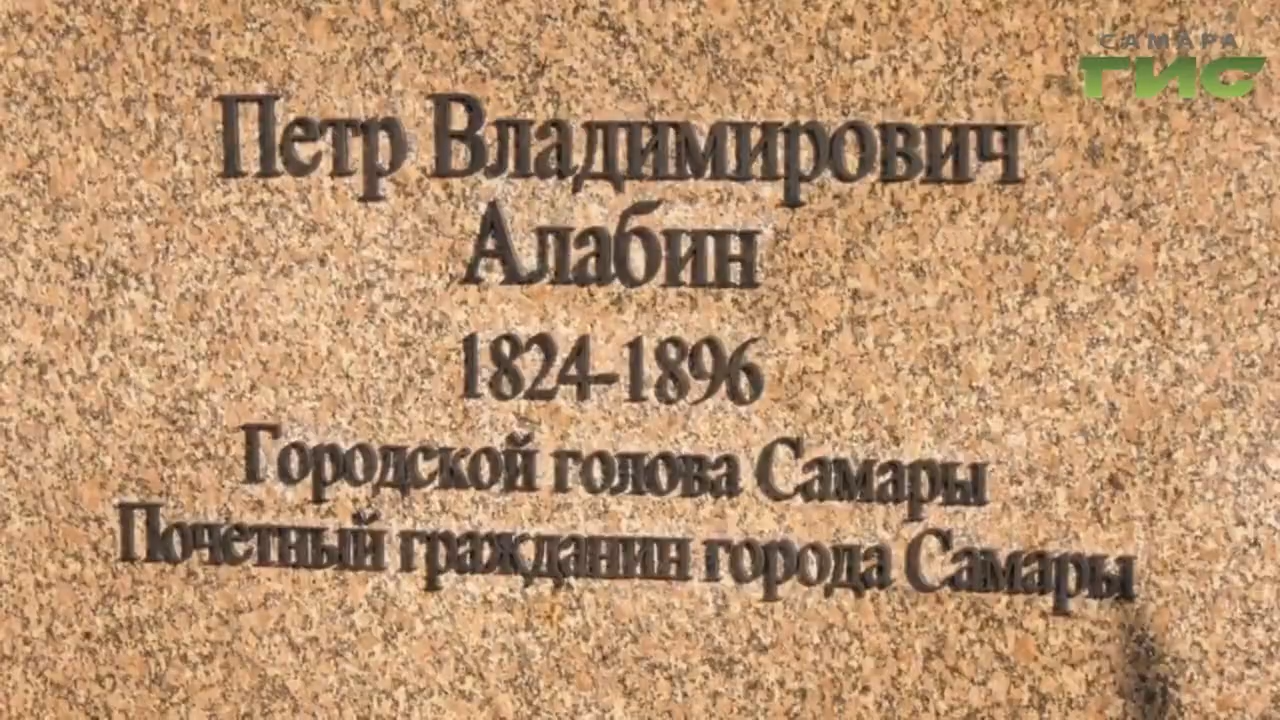 САМАРА
ГИС
Петр Владимирович
Алабин
1824-1896
Городской голова Самары
Почетный гражданин города Самары